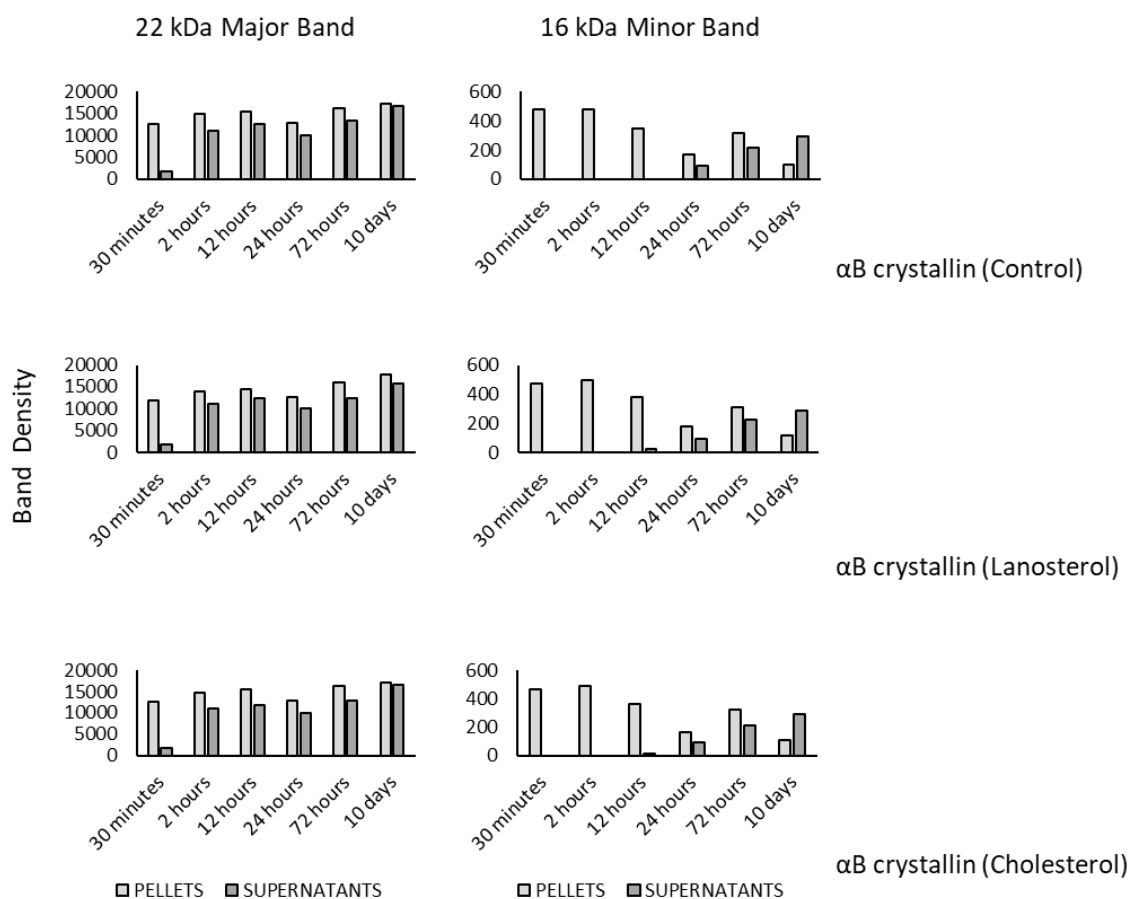 22 kDa Major Band
16 kDa Minor Band
20000
15000
10000
5000
0
30 minutes
2 hours
12 hours
24 hours
72 hours
10 days
600
400
200
0
30 minutes
2 hours
12 hours
24 hours
72 hours
10 days
αB crystallin (Control)
Band Density
20000
15000
10000
5000
0
30 minutes
2 hours
12 hours
24 hours
72 hours
10 days
600
400
200
0
30 minutes
2 hours
12 hours
24 hours
72 hours
10 days
αB crystallin (Lanosterol)
20000
15000
10000
5000
0
30 minutes
2 hours
12 hours
24 hours
72 hours
10 days
PELLETS SUPERNATANTS
600
400
200
0
30 minutes
2 hours
12 hours
24 hours
72 hours
10 days
PELLETS SUPERNATANTS
αB crystallin (Cholesterol)